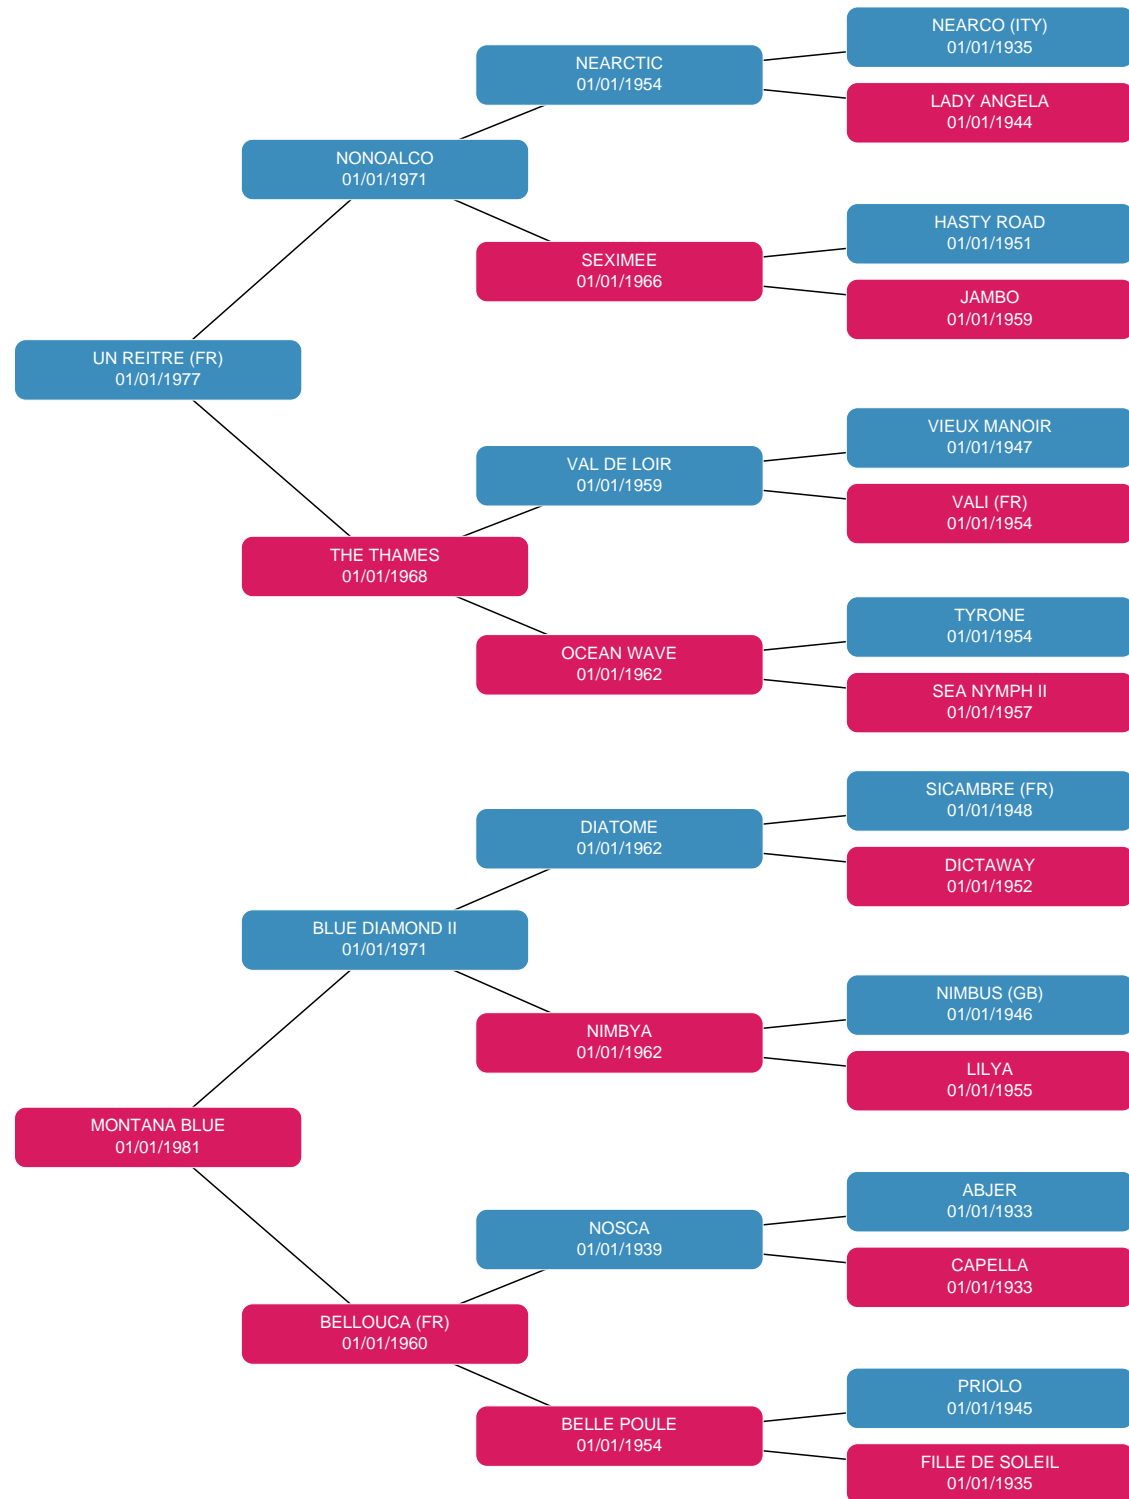 NEARCO (ITY)
01/01/1935
NEARCTIC
01/01/1954
LADY ANGELA
01/01/1944
NONOALCO
01/01/1971
HASTY ROAD
01/01/1951
SEXIMEE
01/01/1966
JAMBO
01/01/1959
UN REITRE (FR)
01/01/1977
VIEUX MANOIR
01/01/1947
VAL DE LOIR
01/01/1959
VALI (FR)
01/01/1954
THE THAMES
01/01/1968
TYRONE
01/01/1954
OCEAN WAVE
01/01/1962
SEA NYMPH II
01/01/1957
SICAMBRE (FR)
01/01/1948
DIATOME
01/01/1962
DICTAWAY
01/01/1952
BLUE DIAMOND II
01/01/1971
NIMBUS (GB)
01/01/1946
NIMBYA
01/01/1962
LILYA
01/01/1955
MONTANA BLUE
01/01/1981
ABJER
01/01/1933
NOSCA
01/01/1939
CAPELLA
01/01/1933
BELLOUCA (FR)
01/01/1960
PRIOLO
01/01/1945
BELLE POULE
01/01/1954
FILLE DE SOLEIL
01/01/1935